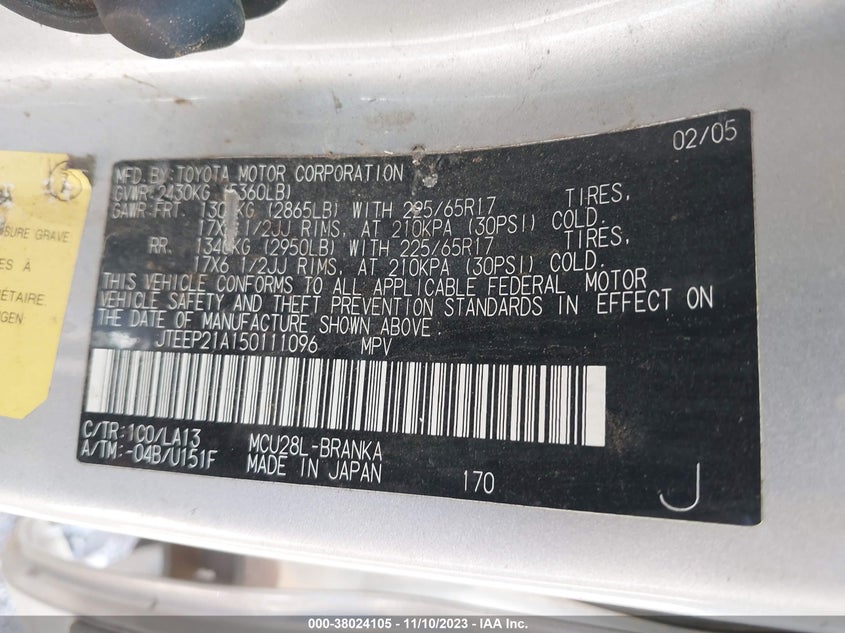 02/05
MFD.BY:TOYOTA MOTOR CORPORATION
GVWR:2430KG (5360LB)
GAWR:FRT. KG (2865LB) WITH 225/65R17 TIRES,
17X6 1/2JJ RIMS, AT 210KPA (30PSI) COLD.
RR. 1340KG (2950LB) WITH 225/65R17 TIRES,
17X6 1/2JJ RIMS, AT 210KPA (30PSI) COLD.
THIS VEHICLE CONFORMS TO ALL APPLICABLE FEDERAL MOTOR
VEHICLE SAFETY AND THEFT PREVENTION STANDARDS IN EFFECT ON
THE DATE OF MANUFACTURE SHOWN ABOVE:
JTEEP21A150111096 MPV
C/TR:1C0/LA13 MCU28L-BRANKA
A/TM:-04B/U151F MADE IN JAPAN
170
J
GRAVE
À
000-38024105 - 11/10/2023 - IAA Inc.